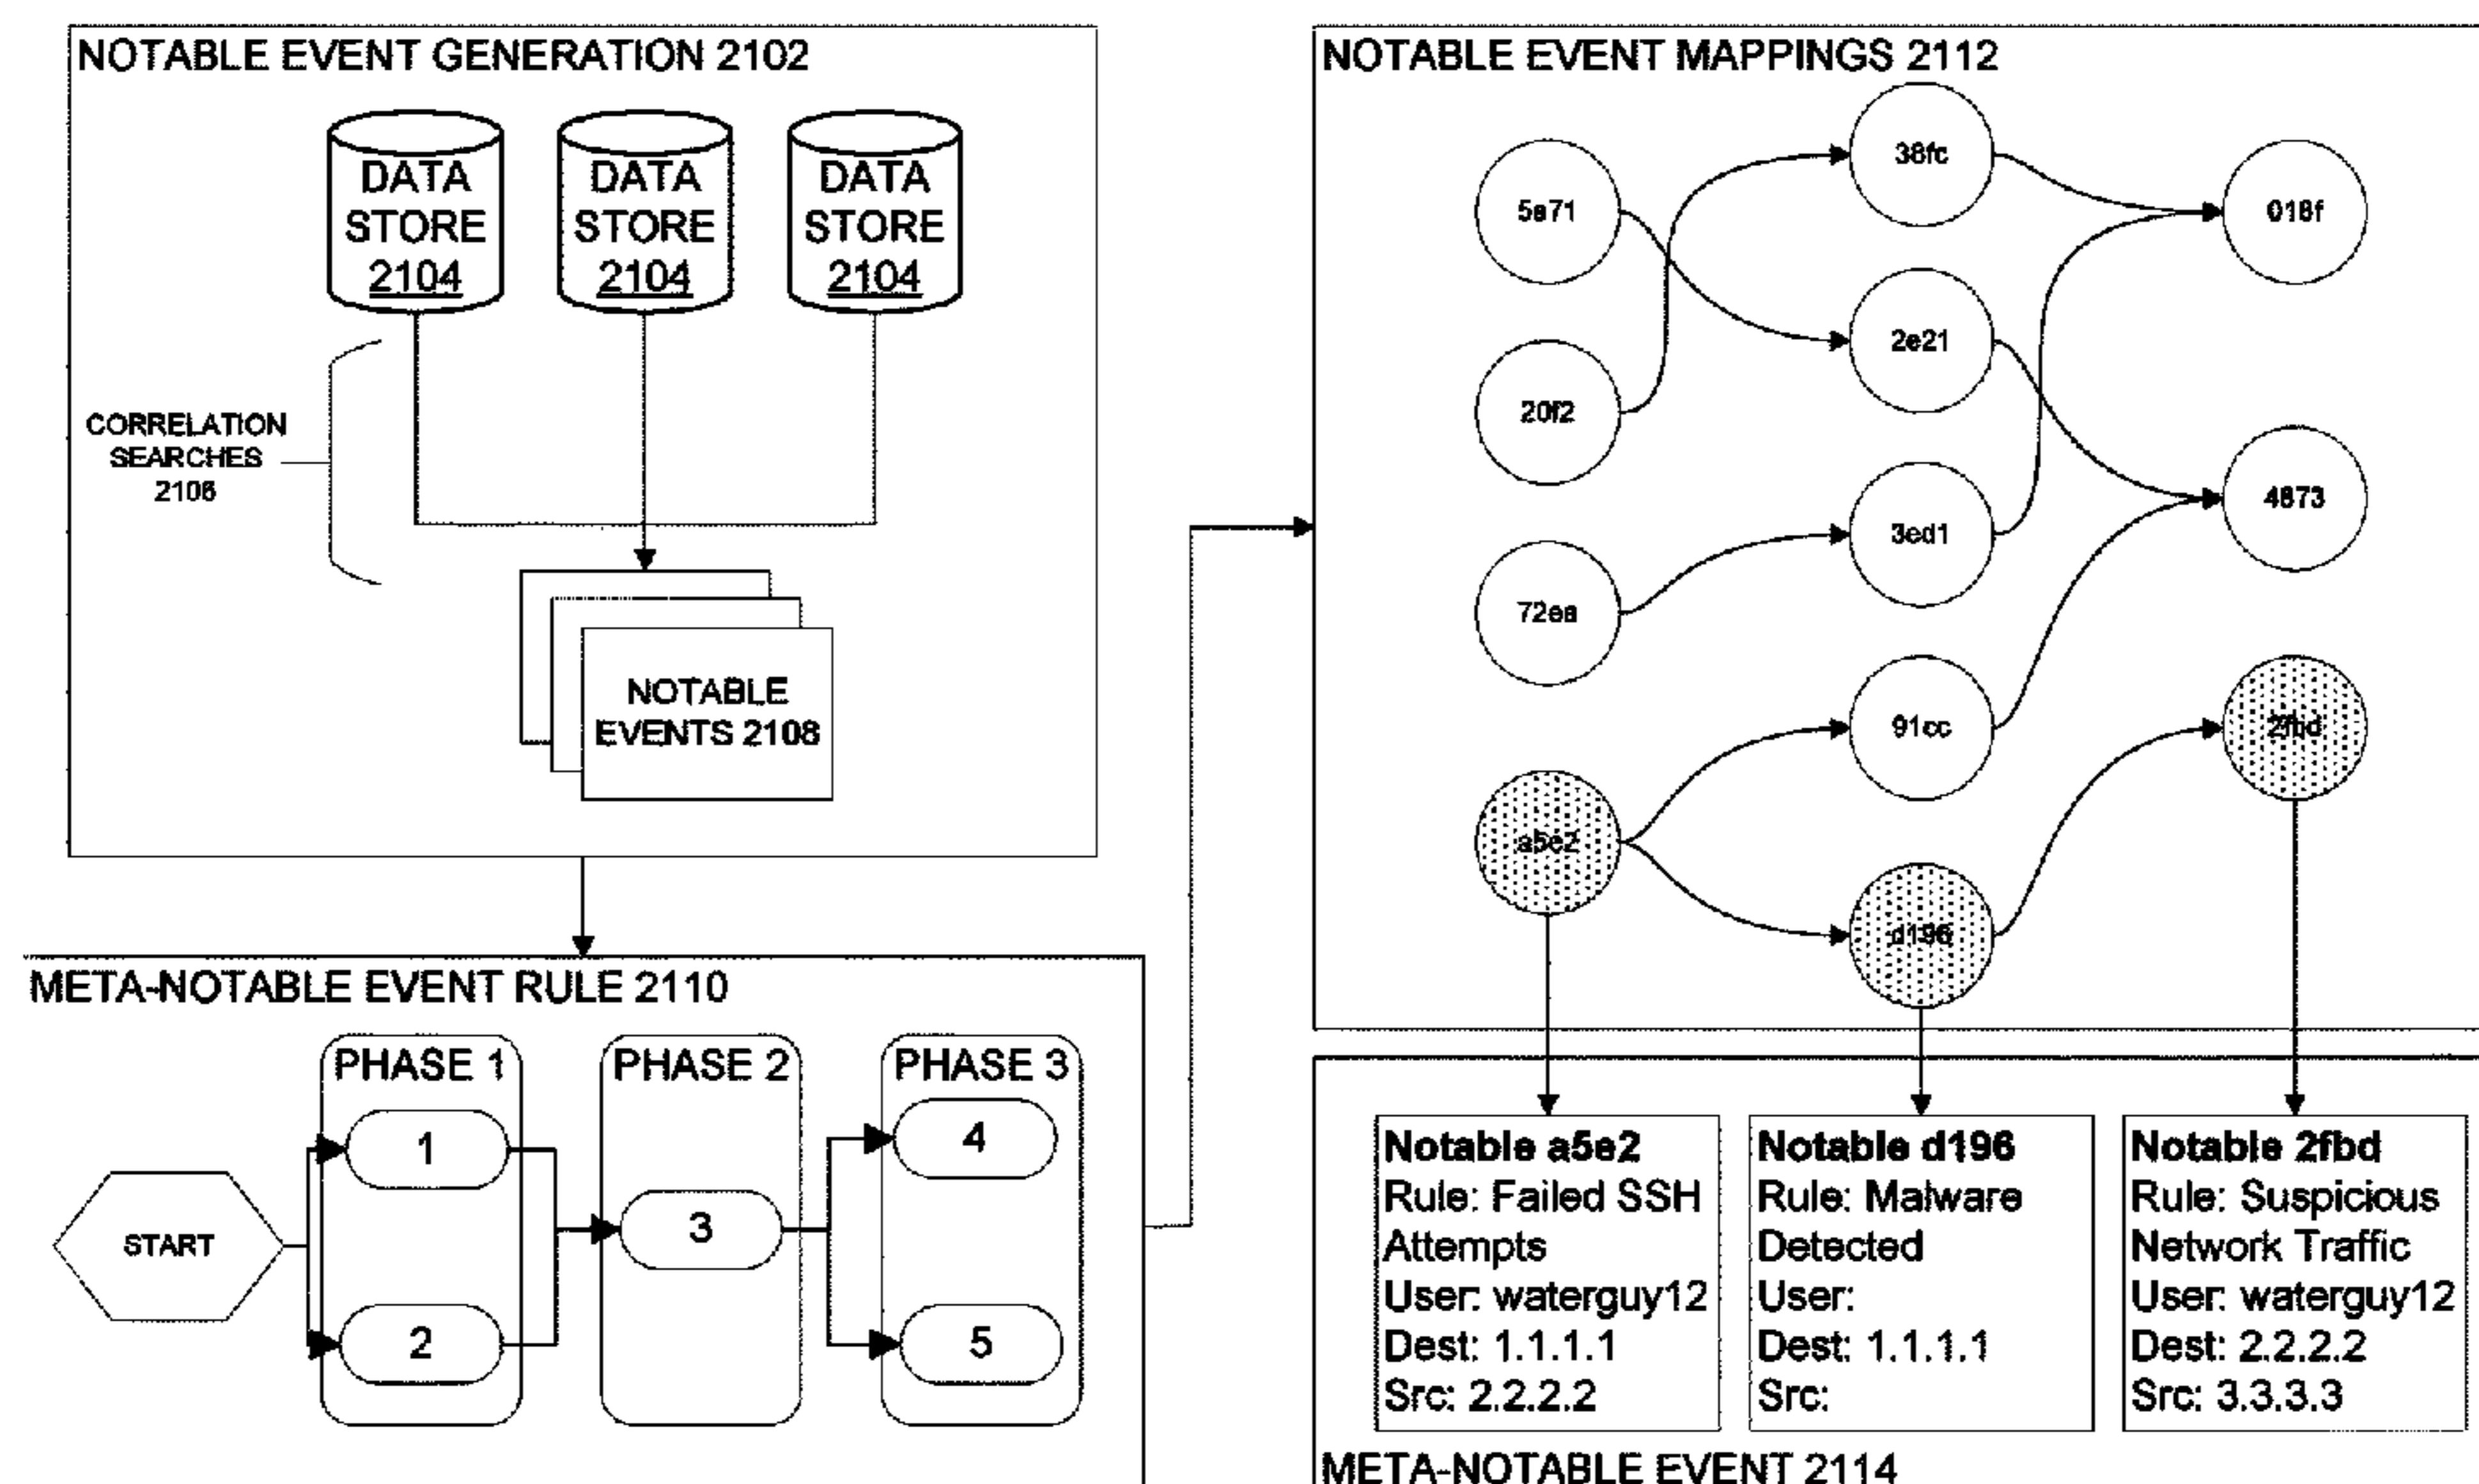 NOTABLE EVENT GENERATION 2102
DATA
STORE
2104
DATA
STORE
2104
DATA
STORE
2104
CORRELATION
SEARCHES
2106
NOTABLE
EVENTS 2108
META-NOTABLE EVENT RULE 2110
START
PHASE 1
1
2
PHASE 2
3
PHASE 3
4
5
NOTABLE EVENT MAPPINGS 2112
20f2
a5e2
2e21
3ed1
91cc
d196
2fbd
Notable a5e2
Rule: Failed SSH
Attempts
User: waterguy12
Dest: 1.1.1.1
Src: 2.2.2.2
Notable d196
Rule: Malware
Detected
User:
Dest: 1.1.1.1
Src:
Notable 2fbd
Rule: Suspicious
Network Traffic
User: waterguy12
Dest: 2.2.2.2
Src: 3.3.3.3
META-NOTABLE EVENT 2114